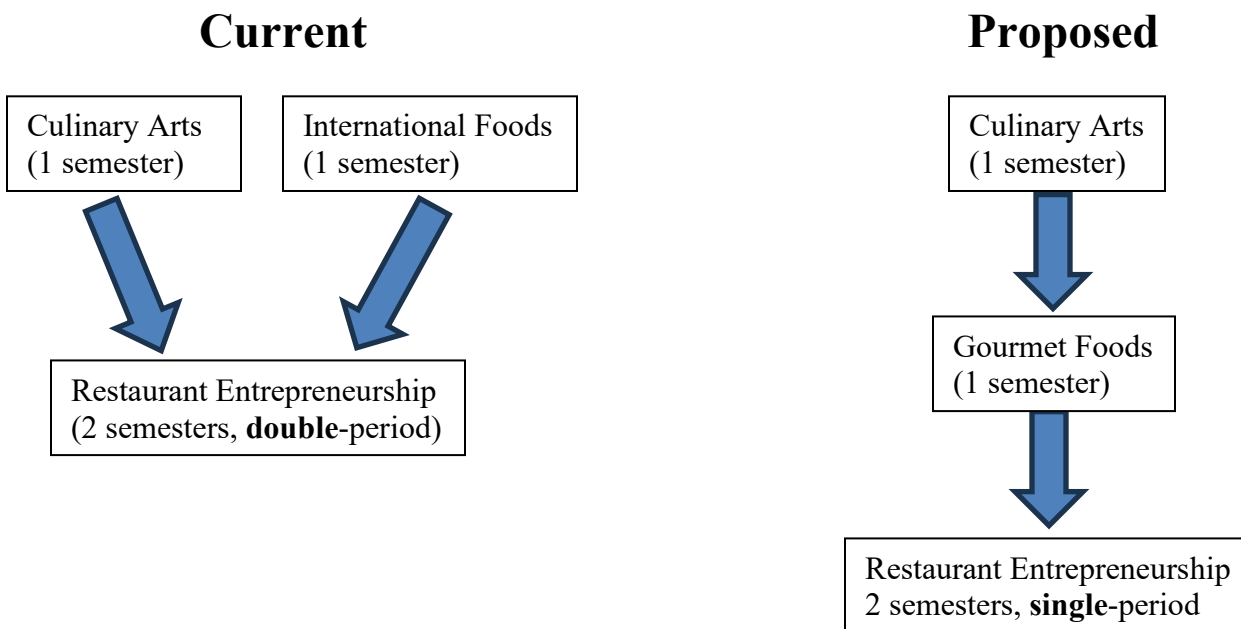 Current
Culinary Arts
(1 semester)
International Foods
(1 semester)
Restaurant Entrepreneurship
(2 semesters, double-period)
Proposed
Culinary Arts
(1 semester)
Gourmet Foods
(1 semester)
Restaurant Entrepreneurship
2 semesters, single-period